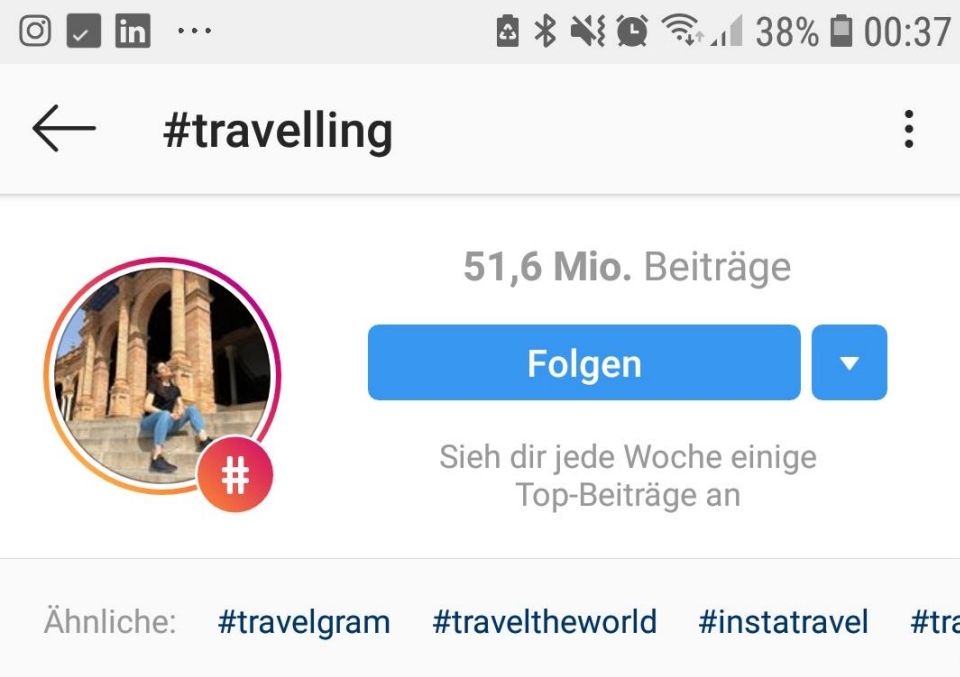 38% 00:37
#travelling
51,6 Mio. Beiträge
Folgen
Sieh dir jede Woche einige
Top-Beiträge an
Ähnliche: #travelgram #traveltheworld #instatravel #tra